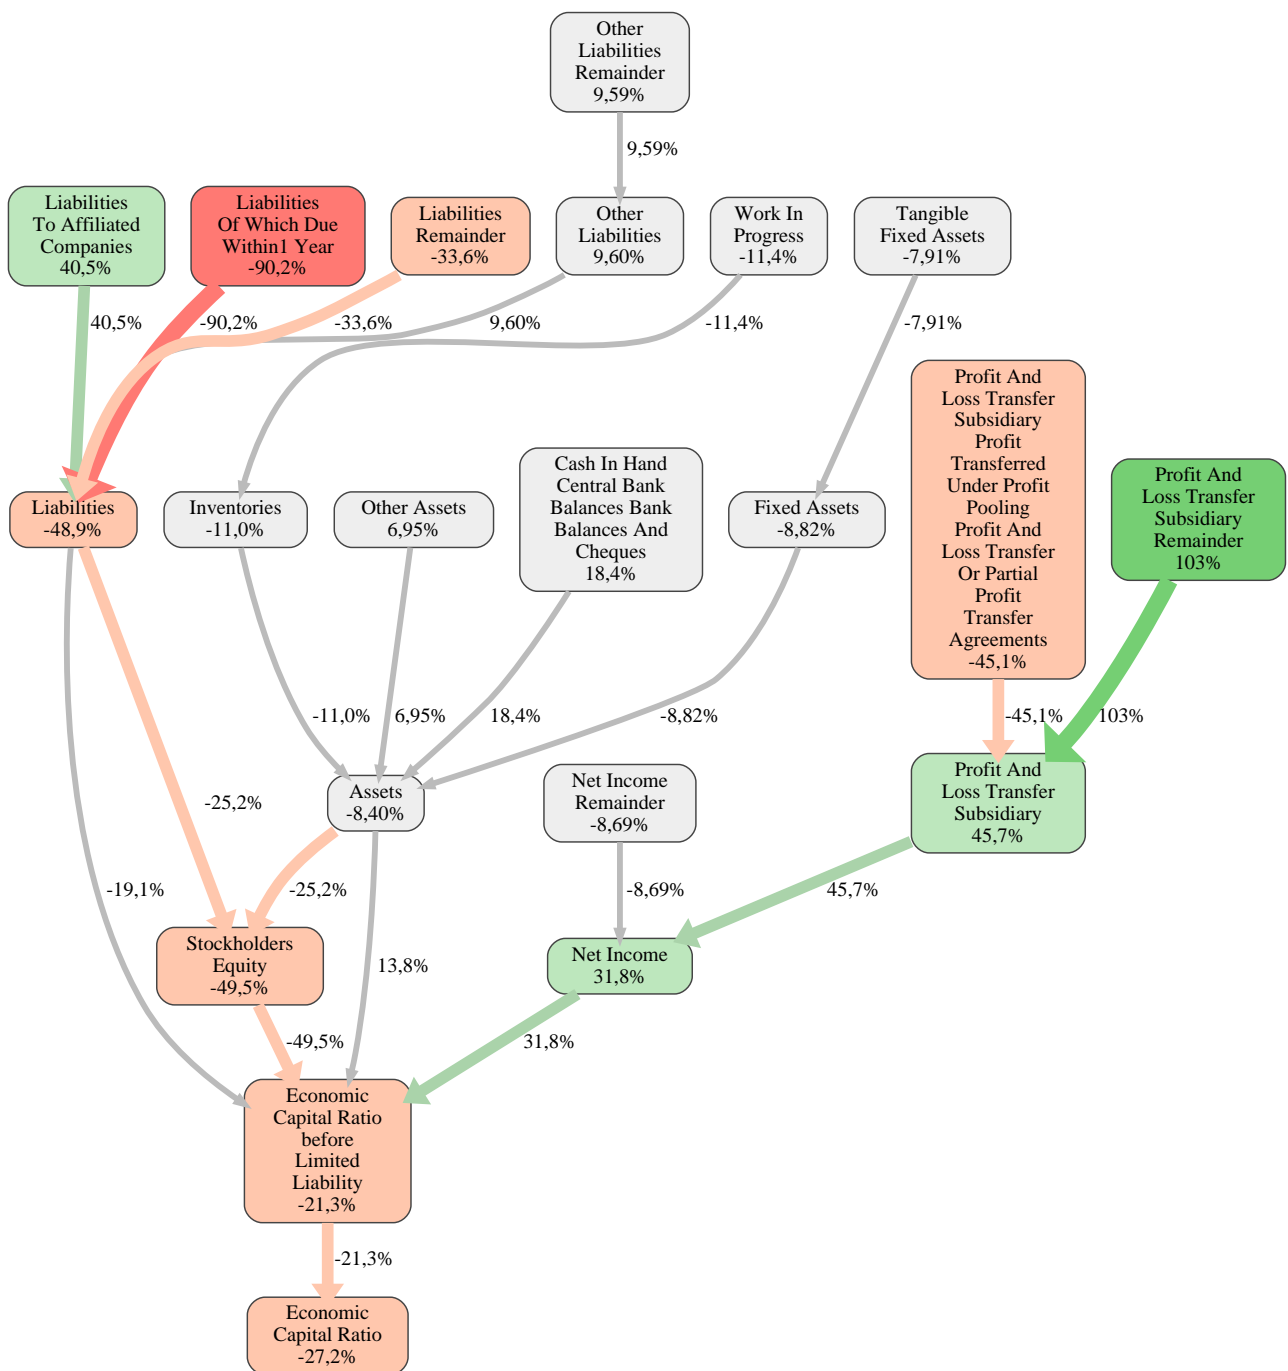 Other
Liabilities
Remainder
9,59%
9,59%
Liabilities
To Affiliated
Companies
40,5%
Liabilities
Of Which Due
Within1 Year
-90,2%
Liabilities
Remainder
-33,6%
Other
Liabilities
9,60%
Work In
Progress
-11,4%
Tangible
Fixed Assets
-7,91%
40,5%
-90,2%
-33,6%
9,60%
-11,4%
-7,91%
Profit And
Loss Transfer
Subsidiary
Profit
Transferred
Under Profit
Pooling
Profit And
Loss Transfer
Or Partial
Profit
Transfer
Agreements
-45,1%
Profit And
Loss Transfer
Subsidiary
Remainder
103%
Liabilities
-48,9%
Inventories
-11,0%
Other Assets
6,95%
Cash In Hand
Central Bank
Balances Bank
Balances And
Cheques
18,4%
Fixed Assets
-8,82%
-11,0%
6,95%
18,4%
-8,82%
-45,1%
103%
-25,2%
Assets
-8,40%
Net Income
Remainder
-8,69%
Profit And
Loss Transfer
Subsidiary
45,7%
-19,1%
-25,2%
-8,69%
45,7%
Stockholders
Equity
-49,5%
13,8%
Net Income
31,8%
-49,5%
31,8%
Economic
Capital Ratio
before
Limited
Liability
-21,3%
-21,3%
Economic
Capital Ratio
-27,2%